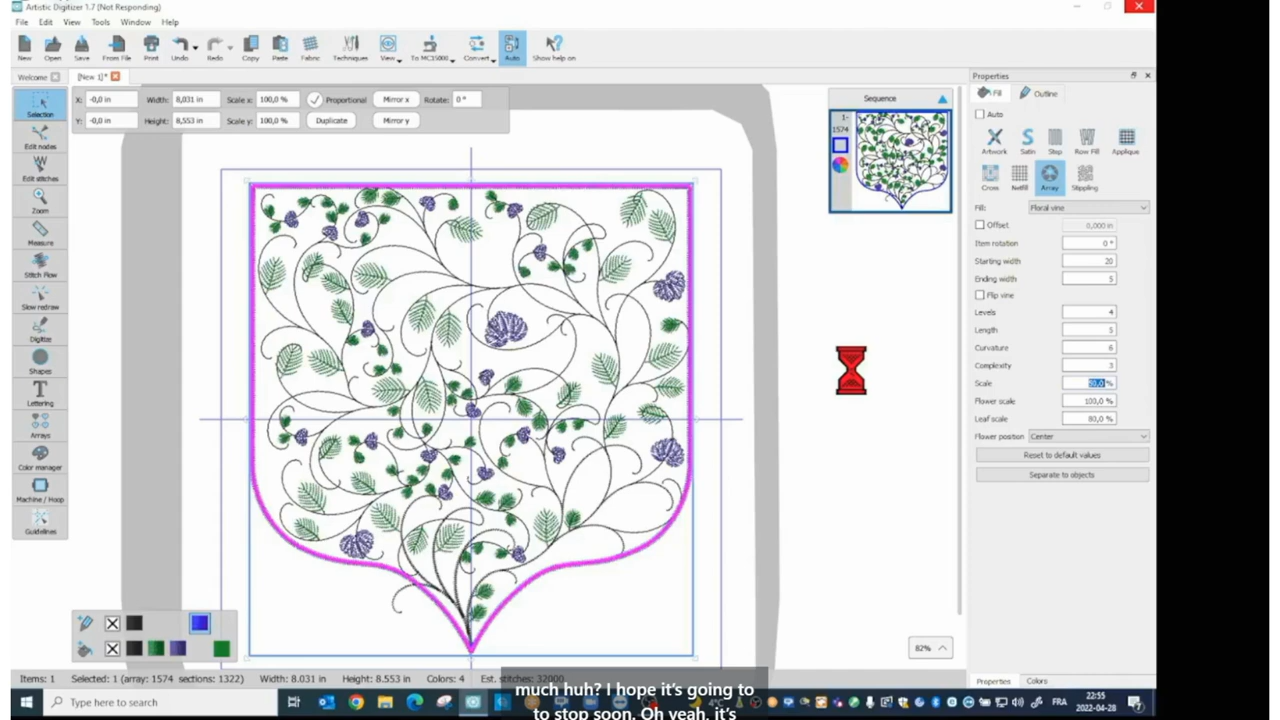 Artistic Digitizer 1.7 (Not Responding)
File Edit View Tools Window Help
New Open Save From File Print Undo Redo Copy Paste Fabric Techniques View To MC15000 Convert Auto Show help on
Welcome [New 1]*
X: -0,0 in Width: 8,031 in Scale x: 100,0 % Proportional Mirror x Rotate: 0 °
Y: -0,0 in Height: 8,553 in Scale y: 100,0 % Duplicate Mirror y
Selection
Edit nodes
Edit stitches
Zoom
Measure
Stitch Flow
Slow redraw
Digitize
Shapes
Lettering
Arrays
Color manager
Machine / Hoop
Guidelines
Sequence
1-
1574
82%
Properties
Fill Outline
Auto
Artwork Satin Step Row Fill Applique
Cross Netfill Array Stippling
Fill: Floral vine
Offset 0,000 in
Item rotation 0 °
Starting width 20
Ending width 5
Flip vine
Levels 4
Length 5
Curvature 6
Complexity 3
Scale %
Flower scale 100,0 %
Leaf scale 80,0 %
Flower position Center
Reset to default values
Separate to objects
Properties Colors
Items: 1 Selected: 1 (array: 1574 sections: 1322) Width: 8.031 in Height: 8.553 in Colors: 4 Est. stitches: 32000
much huh? I hope it's going to
to stop soon. Oh yeah, it's
Type here to search
4°C
FRA
22:55
2022-04-28